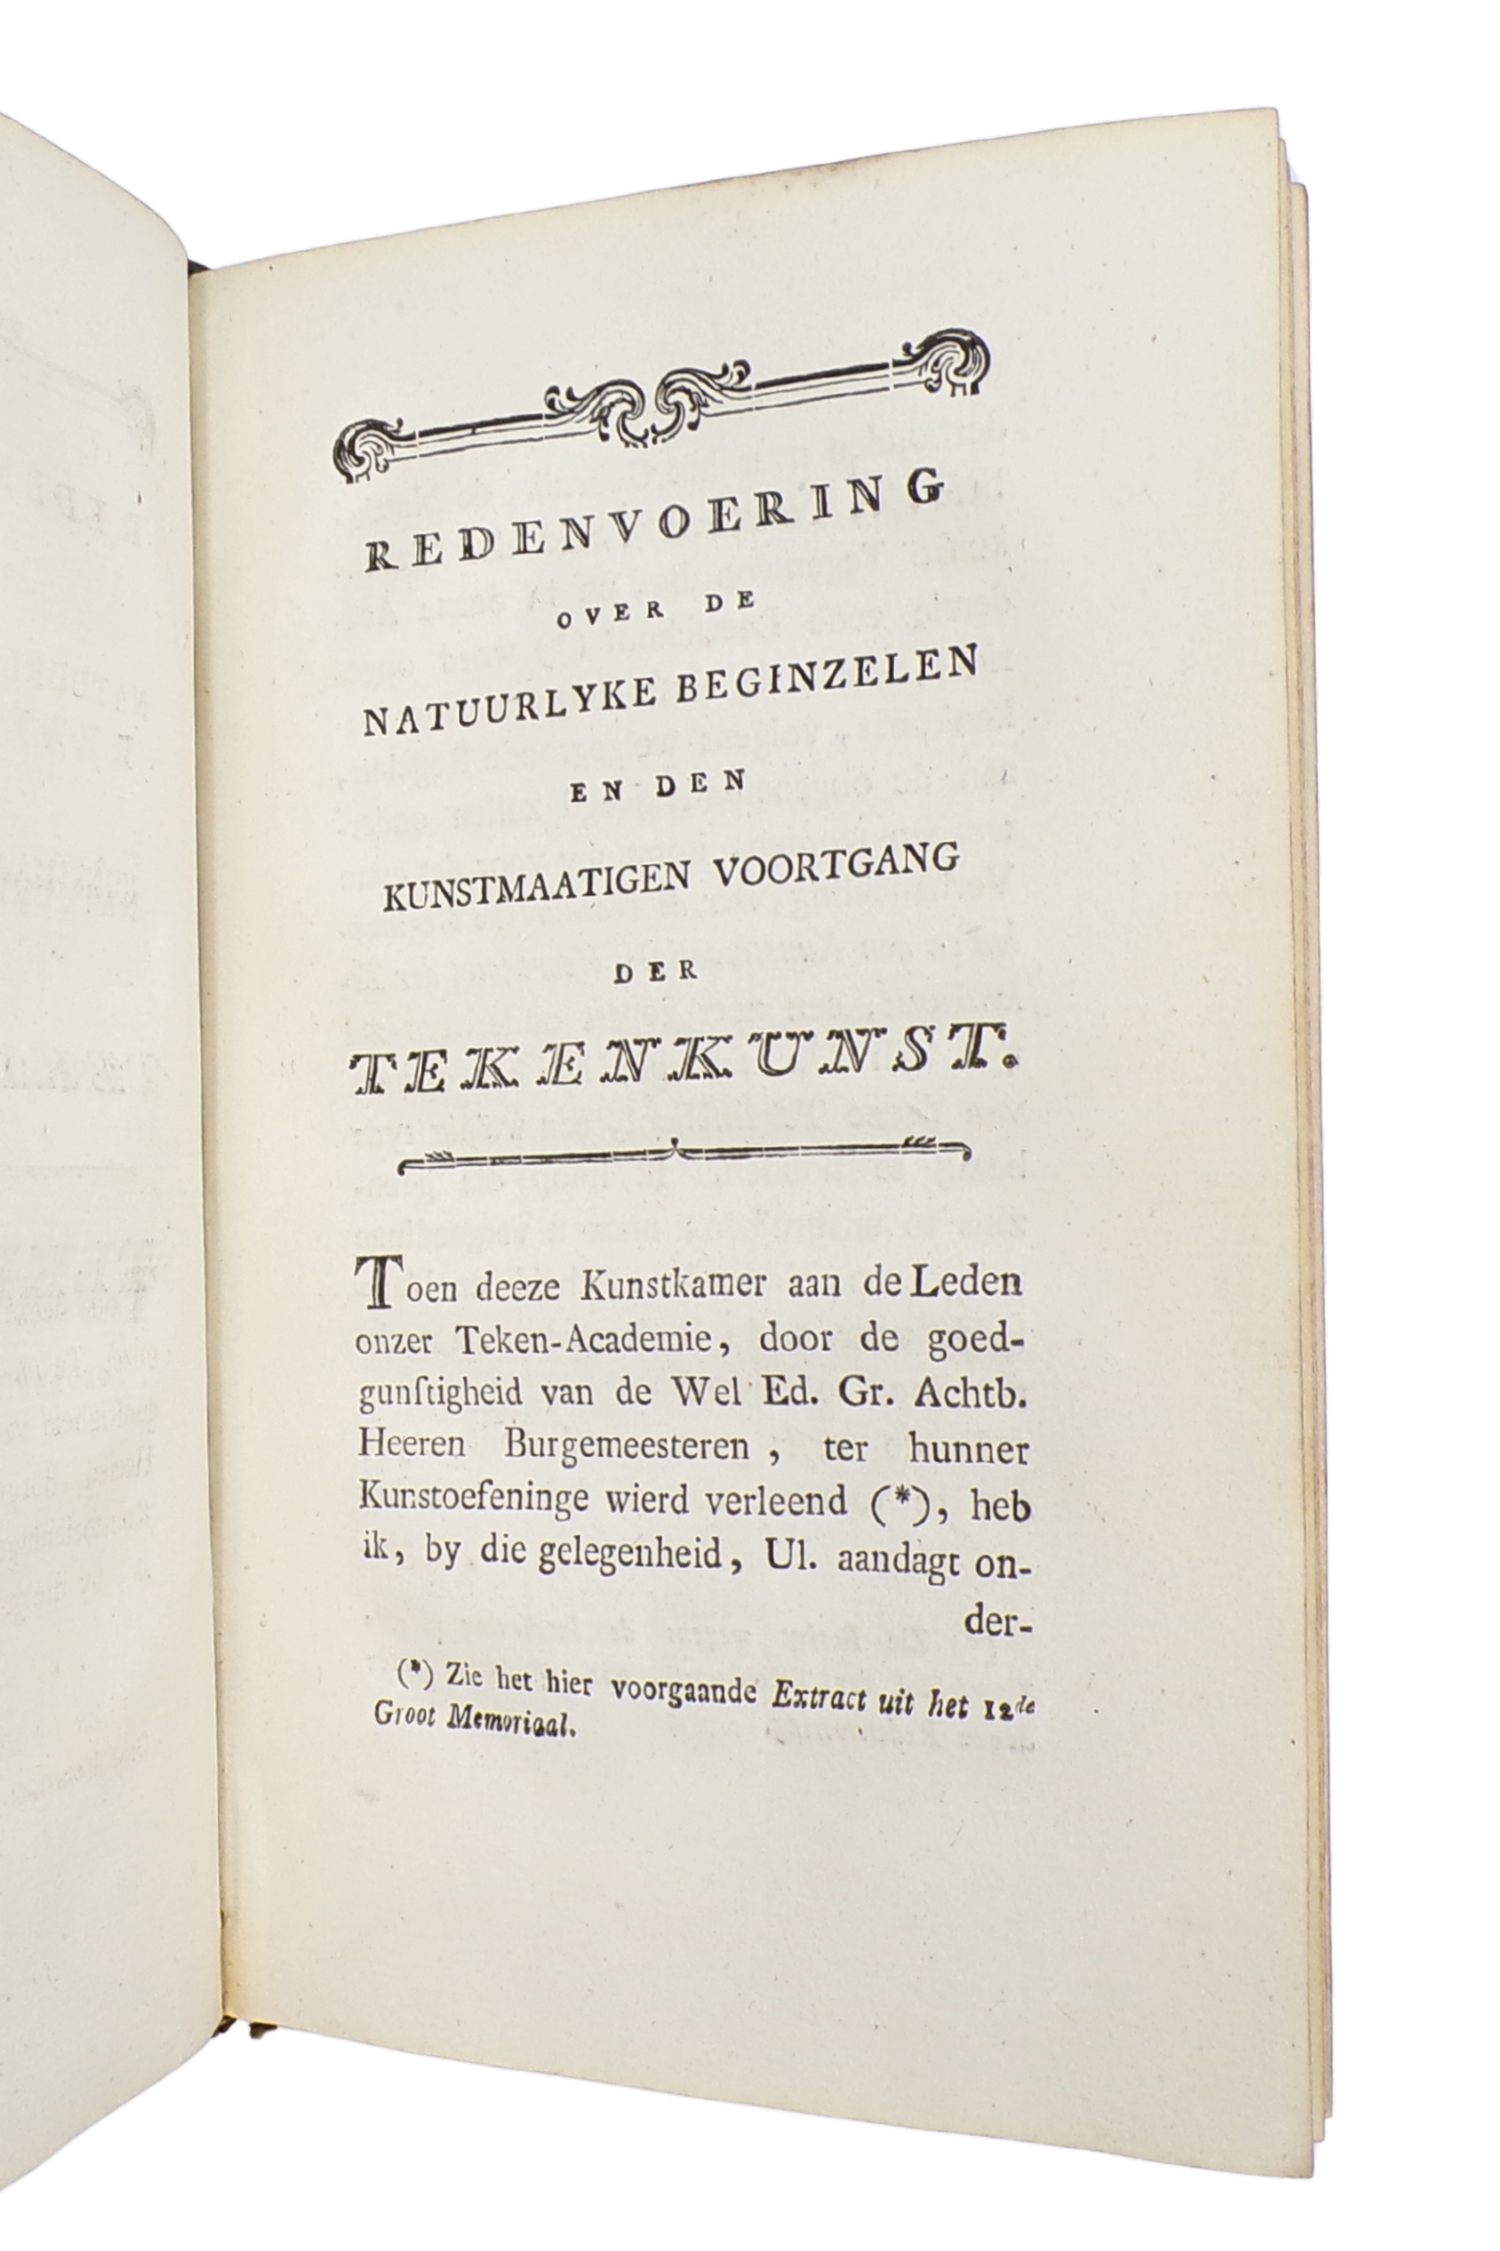 REDENVOERING
OVER DE
NATUURLYKE BEGINZELEN
EN DEN
KUNSTMAATIGEN VOORTGANG
DER
TEKENKUNST.
Toen deeze Kunstkamer aan de Leden
onzer Teken-Academie, door de goed-
gunſtigheid van de Wel Ed. Gr. Achtb.
Heeren Burgemeesteren, ter hunner
Kunstoefeninge wierd verleend (*), heb
ik, by die gelegenheid, Ul. aandagt on-
der-
(*) Zie het hier voorgaande Extract uit het 12de
Groot Memoriaal.